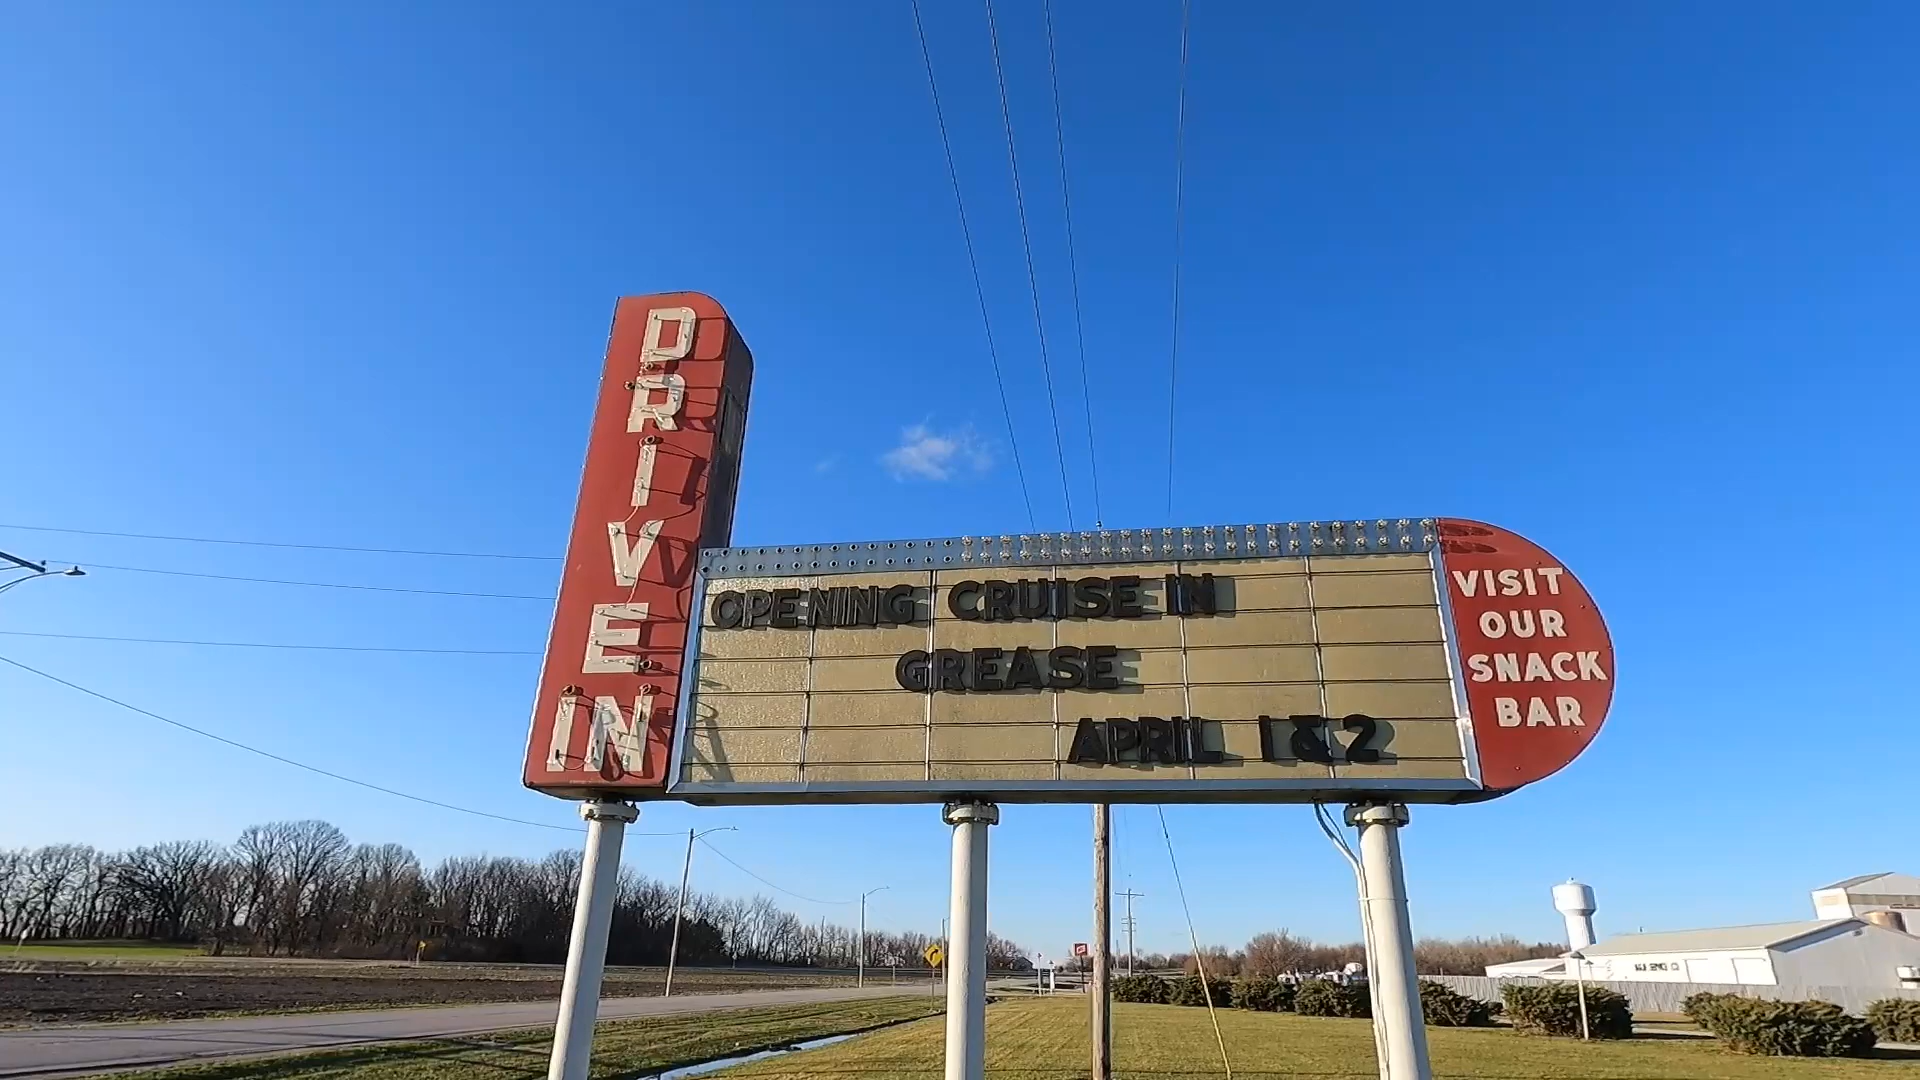 DRIVE
IN
OPENING CRUISE IN
GREASE
APRIL 1 & 2
VISIT
OUR
SNACK
BAR